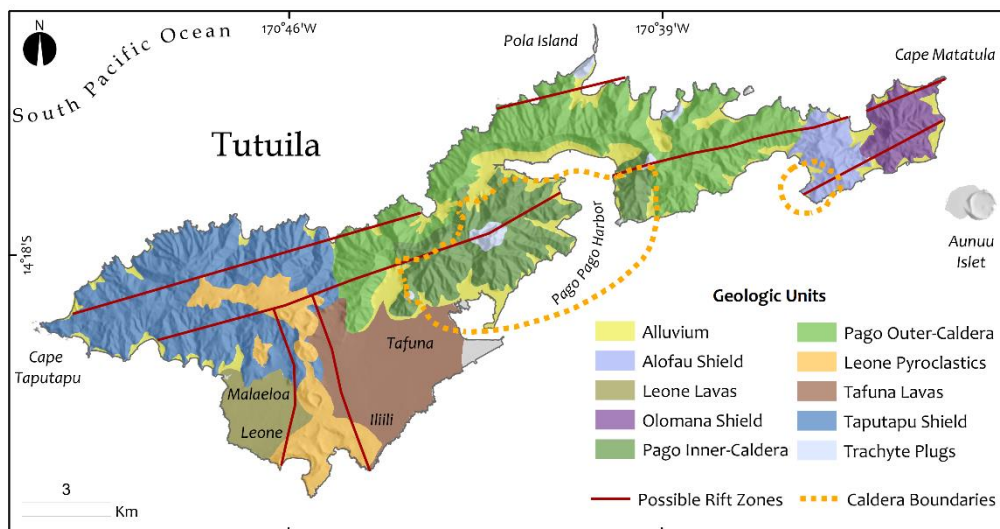 N
170°46'W
170°39'W
South Pacific Ocean
Pola Island
Cape Matatula
Tutuila
14°18'S
Pago Pago Harbor
Aunuu
Islet
Cape
Taputapu
Tafuna
Malaeloa
Iliili
Leone
Geologic Units
Alluvium
Alofau Shield
Leone Lavas
Olomana Shield
Pago Inner-Caldera
Pago Outer-Caldera
Leone Pyroclastics
Tafuna Lavas
Taputapu Shield
Trachyte Plugs
Possible Rift Zones
Caldera Boundaries
3
Km